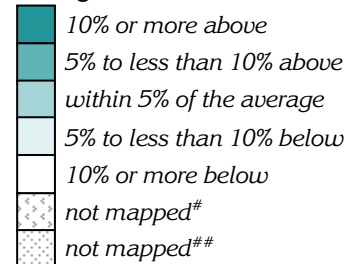 10% or more above
5% to less than 10% above
within 5% of the average
5% to less than 10% below
10% or more below
not mapped#
not mapped##